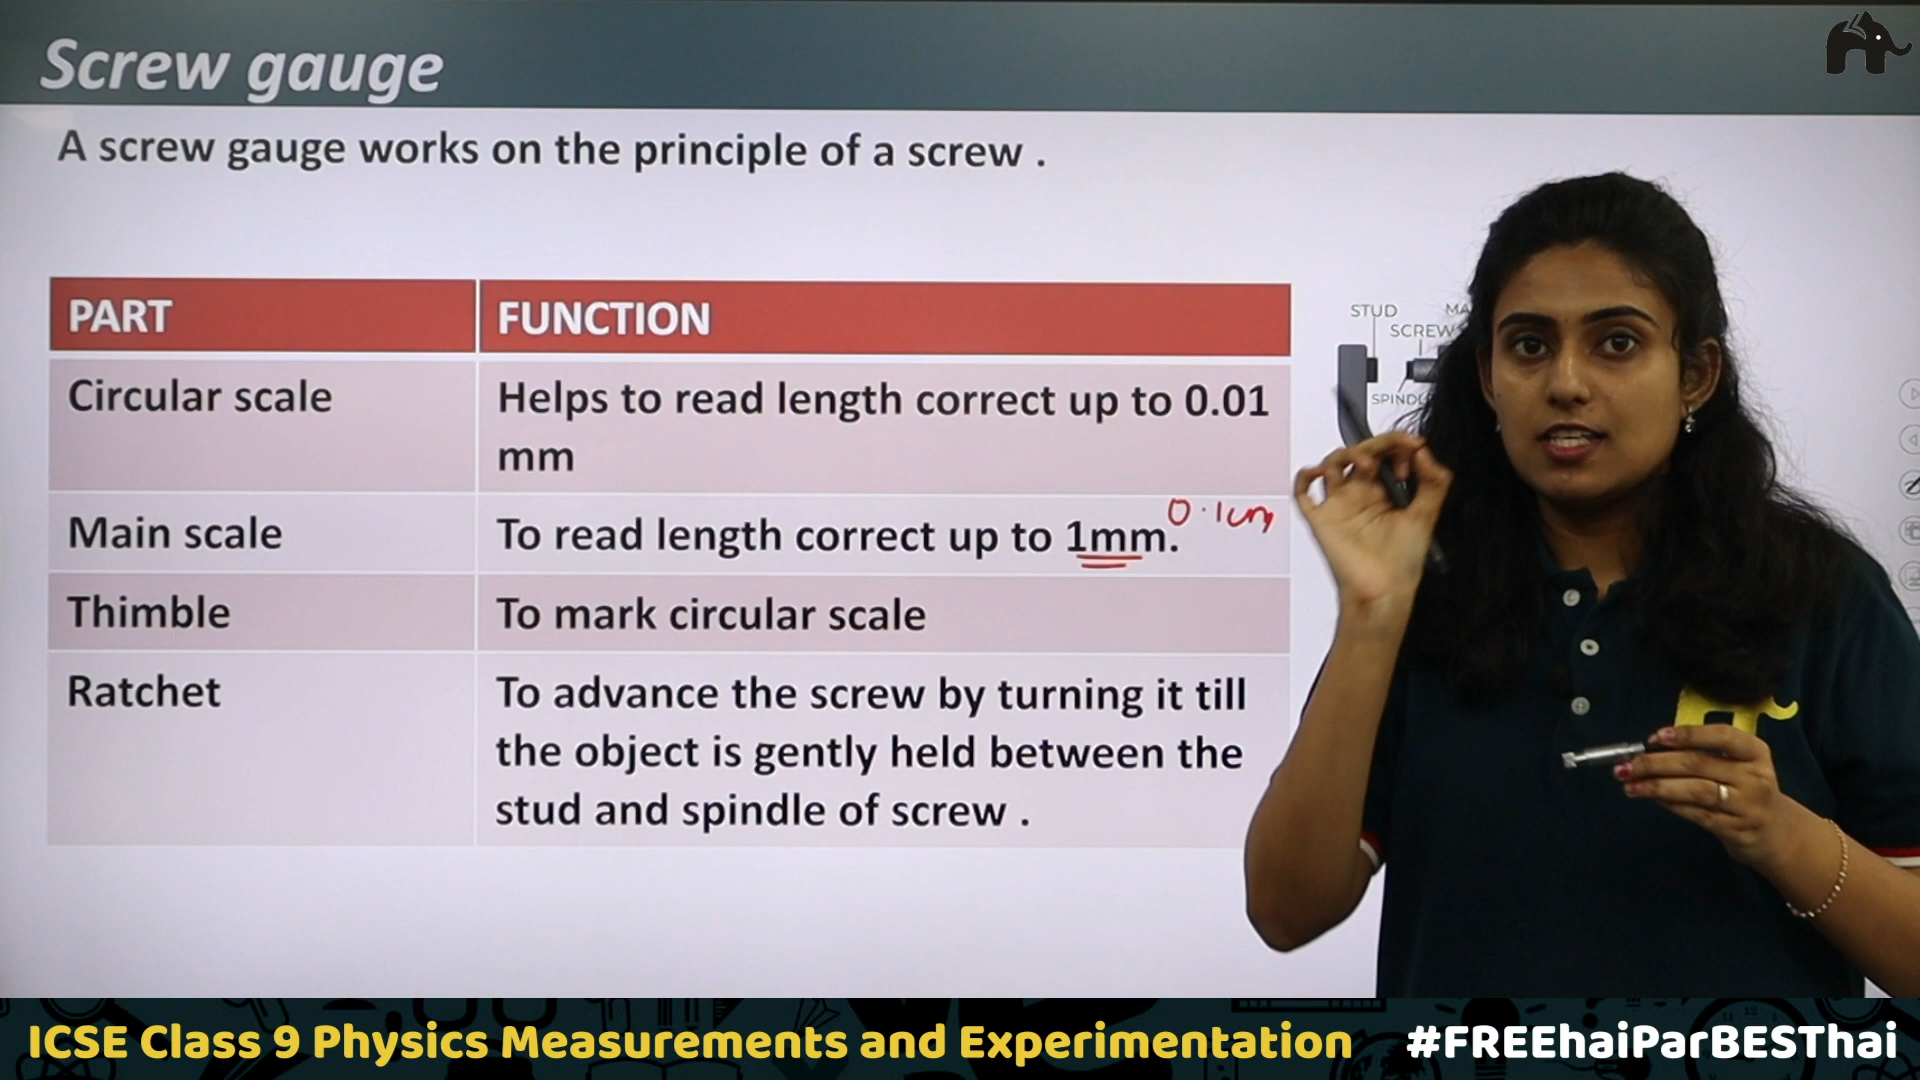 Screw gauge
A screw gauge works on the principle of a screw .
PART FUNCTION
Circular scale Helps to read length correct up to 0.01
mm
Main scale To read length correct up to 1mm. 0.1cm
Thimble To mark circular scale
Ratchet To advance the screw by turning it till
the object is gently held between the
stud and spindle of screw .
STUD
SCREW
ICSE Class 9 Physics Measurements and Experimentation #FREEhaiParBESThai